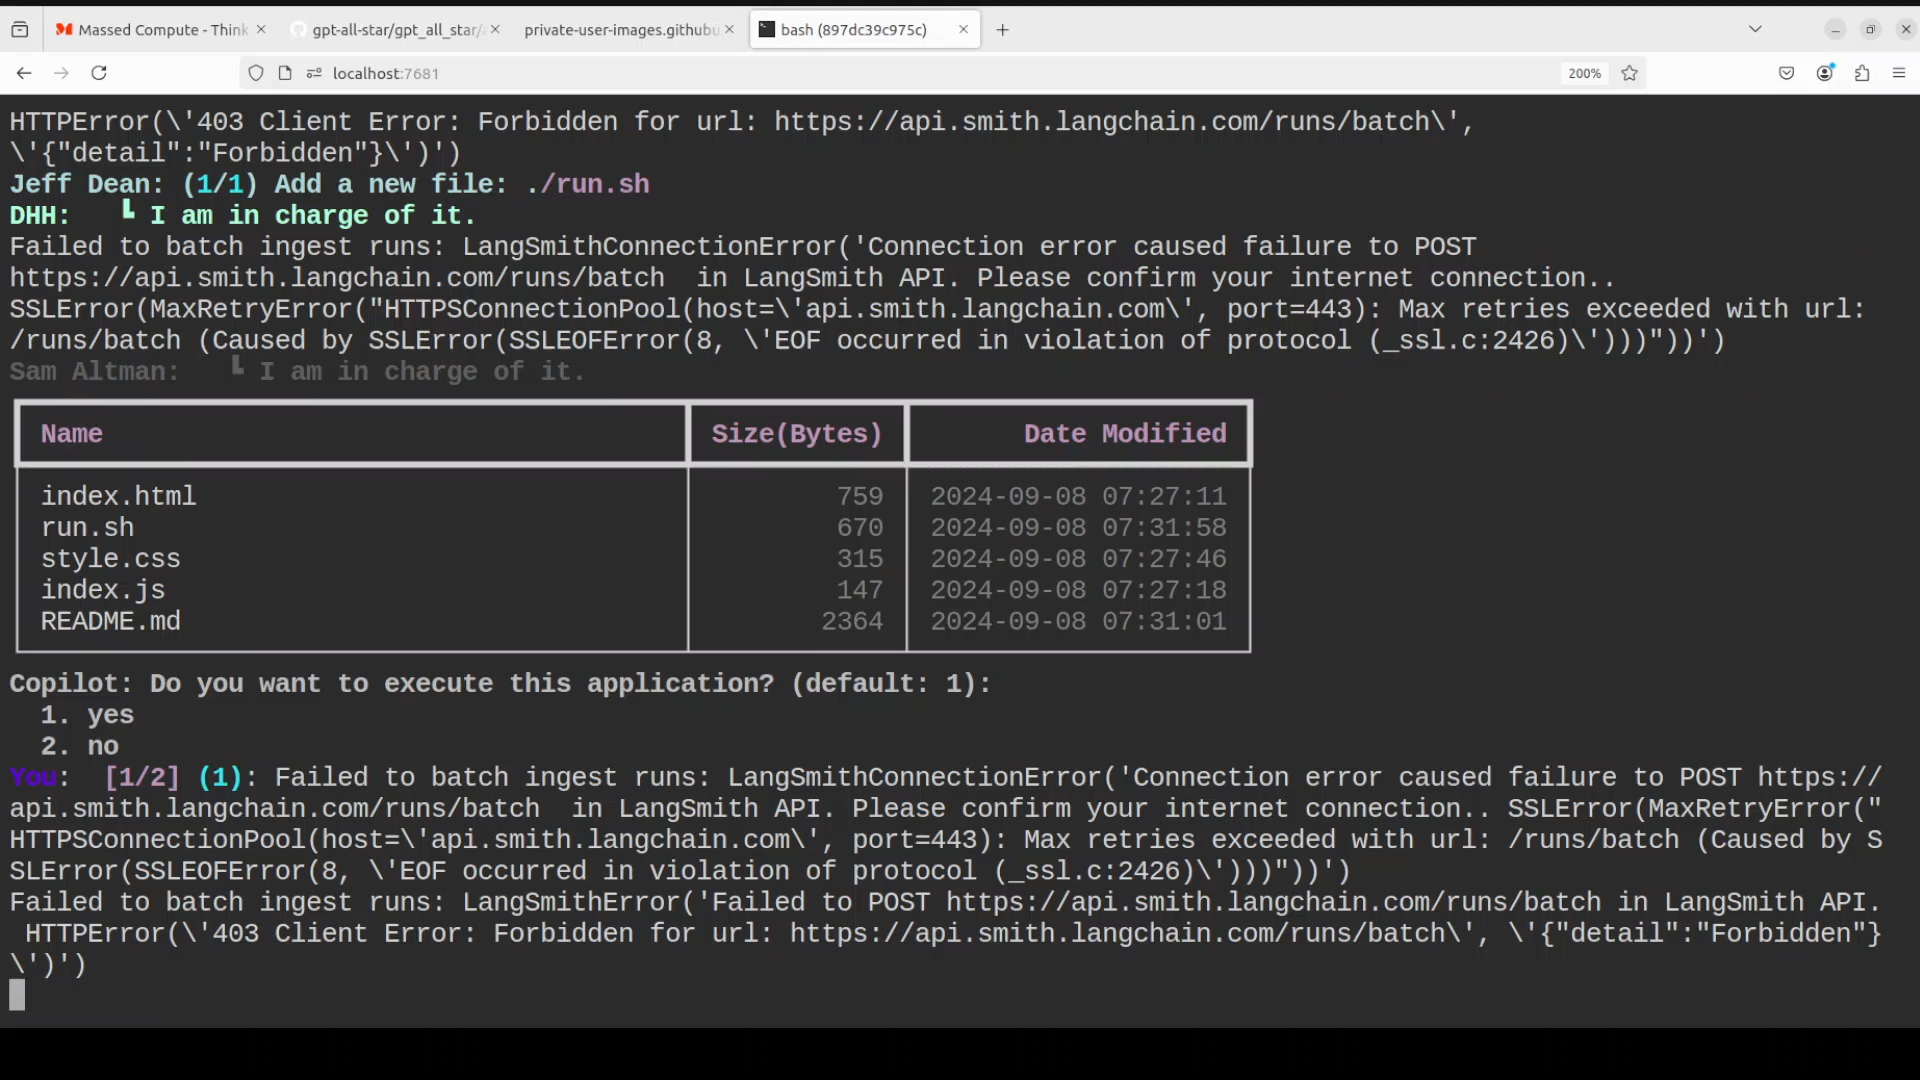 Massed Compute - Think
gpt-all-star/gpt_all_star/
private-user-images.githubu
bash (897dc39c975c)
localhost:7681
200%
HTTPError(\'403 Client Error: Forbidden for url: https://api.smith.langchain.com/runs/batch\',
\'{"detail":"Forbidden"}\')')
Jeff Dean: (1/1) Add a new file: ./run.sh
DHH: ┗ I am in charge of it.
Failed to batch ingest runs: LangSmithConnectionError('Connection error caused failure to POST
https://api.smith.langchain.com/runs/batch  in LangSmith API. Please confirm your internet connection..
SSLError(MaxRetryError("HTTPSConnectionPool(host=\'api.smith.langchain.com\', port=443): Max retries exceeded with url:
/runs/batch (Caused by SSLError(SSLEOFError(8, \'EOF occurred in violation of protocol (_ssl.c:2426)\')))"))')
Sam Altman: ┗ I am in charge of it.
Name Size(Bytes) Date Modified
index.html 759 2024-09-08 07:27:11
run.sh 670 2024-09-08 07:31:58
style.css 315 2024-09-08 07:27:46
index.js 147 2024-09-08 07:27:18
README.md 2364 2024-09-08 07:31:01
Copilot: Do you want to execute this application? (default: 1):
1. yes
2. no
You: [1/2] (1): Failed to batch ingest runs: LangSmithConnectionError('Connection error caused failure to POST https://
api.smith.langchain.com/runs/batch  in LangSmith API. Please confirm your internet connection.. SSLError(MaxRetryError("
HTTPSConnectionPool(host=\'api.smith.langchain.com\', port=443): Max retries exceeded with url: /runs/batch (Caused by S
SLError(SSLEOFError(8, \'EOF occurred in violation of protocol (_ssl.c:2426)\')))"))')
Failed to batch ingest runs: LangSmithError('Failed to POST https://api.smith.langchain.com/runs/batch in LangSmith API.
HTTPError(\'403 Client Error: Forbidden for url: https://api.smith.langchain.com/runs/batch\', \'{"detail":"Forbidden"}
\')')